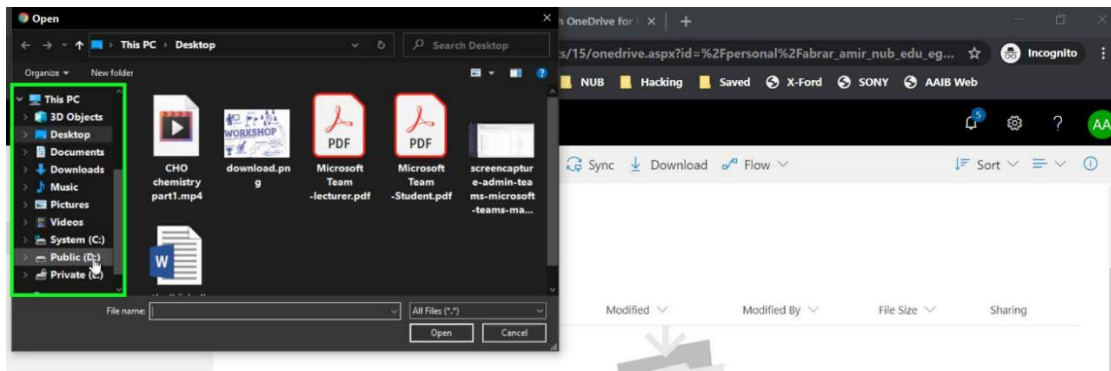 Open
This PC > Desktop
Search Desktop
Organize
New folder
This PC
3D Objects
Desktop
Documents
Downloads
Music
Pictures
Videos
System (C:)
Public (D:)
Private (E:)
WORKSHOP
PDF
PDF
CHO
chemistry
part1.mp4
download.pn
g
Microsoft
Team
-lecturer.pdf
Microsoft
Team
-Student.pdf
screencaptur
e-admin-tea
ms-microsoft
-teams-ma...
W
File name:
All Files (*.*)
Open
Cancel
OneDrive for
s/15/onedrive.aspx?id=%2Fpersonal%2Fabrar_amir_nub_edu_eg...
Incognito
NUB
Hacking
Saved
X-Ford
SONY
AAIB Web
5
?
AA
Sync
Download
Flow
Sort
Modified
Modified By
File Size
Sharing